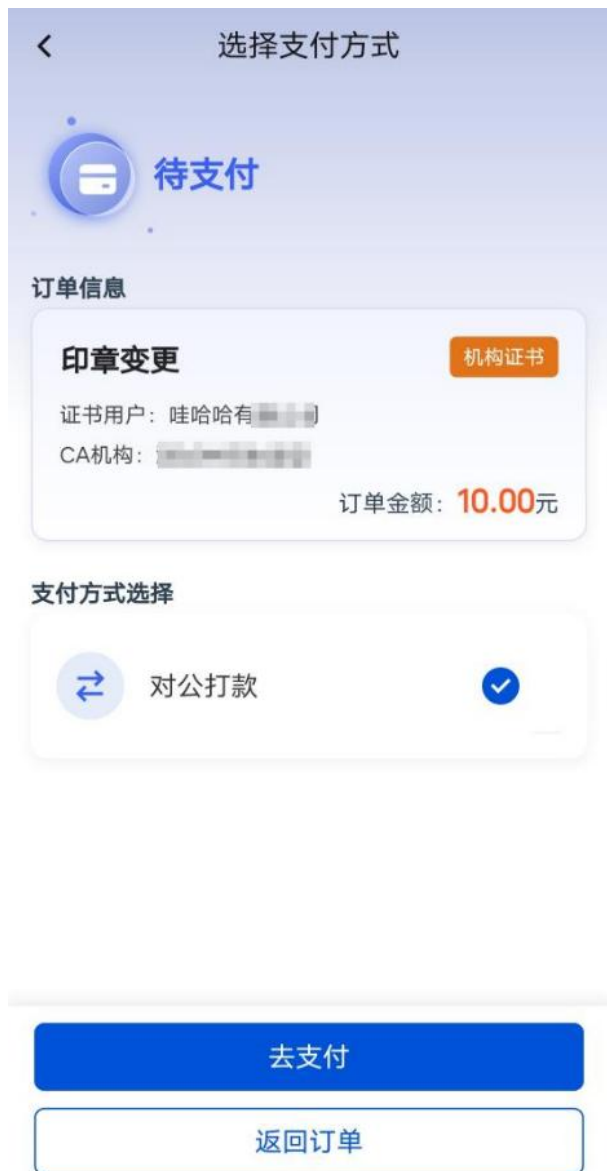 选择支付方式
待支付
订单信息
印章变更
机构证书
证书用户：哇哈哈有
CA机构：
订单金额：10.00元
支付方式选择
对公打款
去支付
返回订单